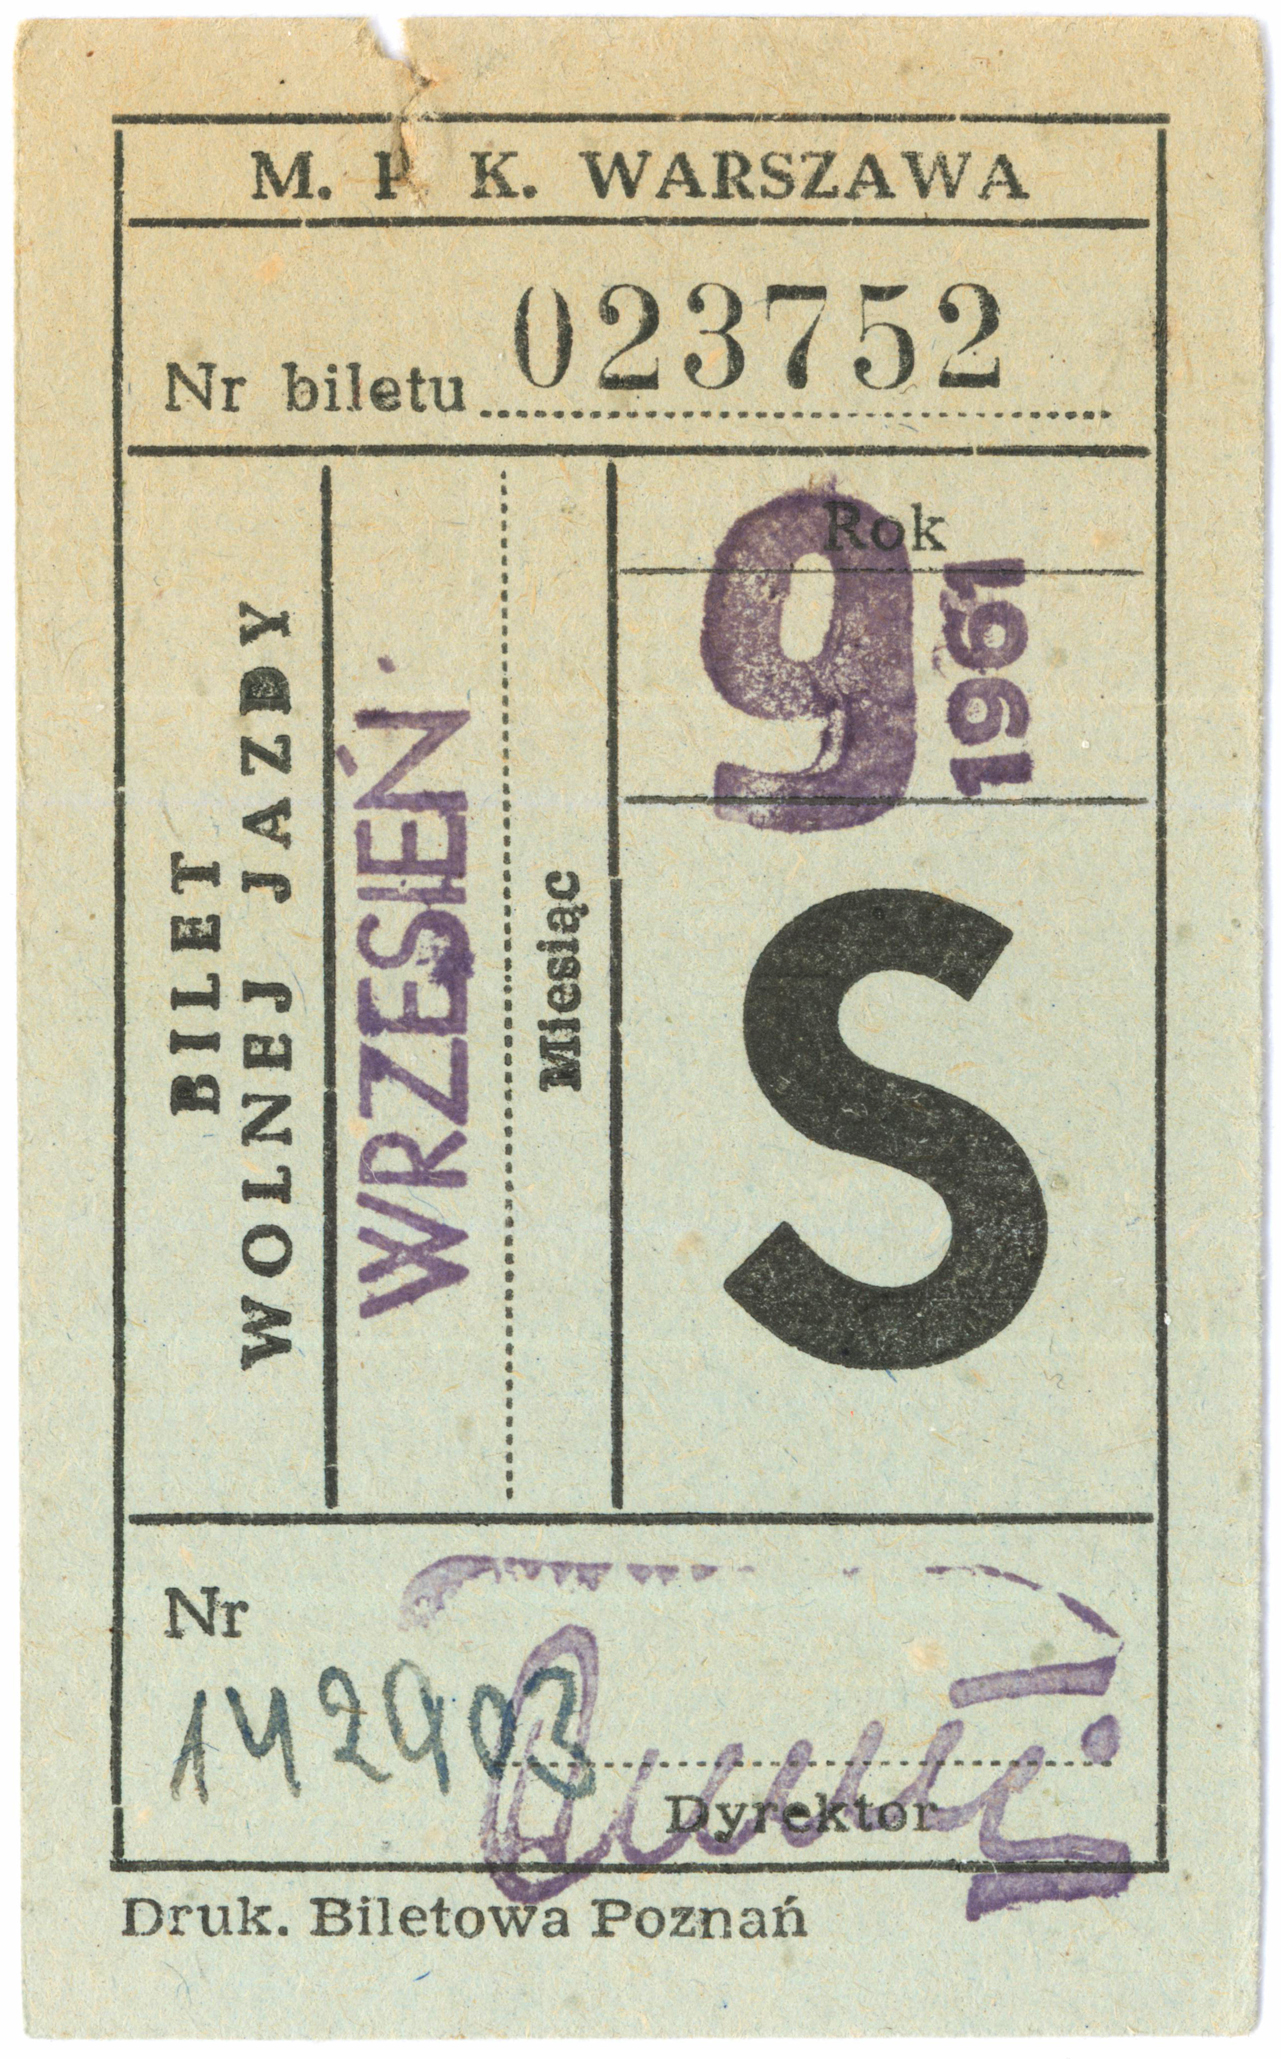 M. P. K. WARSZAWA
Nr biletu 023752
BILET
WOLNEJ JAZDY
WRZESIEŃ
Miesiąc
Rok
9
1961
S
Nr
142903
Dyrektor
Druk. Biletowa Poznań